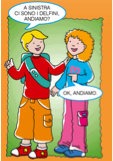 A SINISTRA
CI SONO I DELFINI,
ANDIAMO?
OK, ANDIAMO.